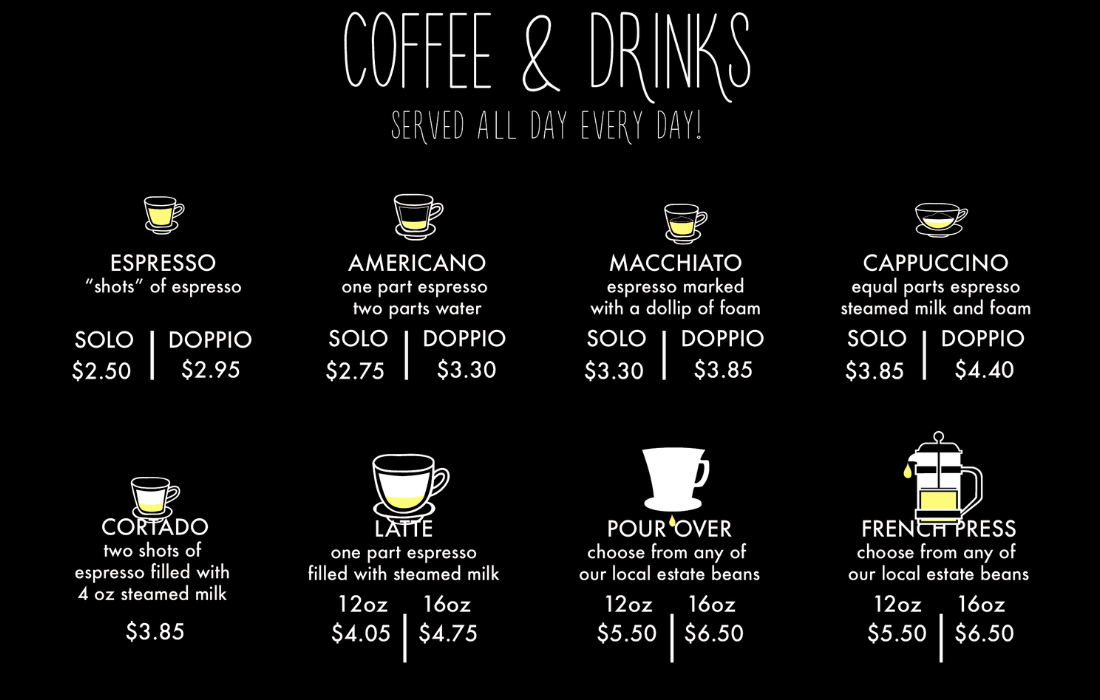 COFFEE & DRINKS
SERVED ALL DAY EVERY DAY!
ESPRESSO
“shots” of espresso
SOLO | DOPPIO
$2.50 | $2.95
AMERICANO
one part espresso
two parts water
SOLO | DOPPIO
$2.75 | $3.30
MACCHIATO
espresso marked
with a dollip of foam
SOLO | DOPPIO
$3.30 | $3.85
CAPPUCCINO
equal parts espresso
steamed milk and foam
SOLO | DOPPIO
$3.85 | $4.40
CORTADO
two shots of
espresso filled with
4 oz steamed milk
$3.85
LATTE
one part espresso
filled with steamed milk
12oz 16oz
$4.05 | $4.75
POUR OVER
choose from any of
our local estate beans
12oz 16oz
$5.50 | $6.50
FRENCH PRESS
choose from any of
our local estate beans
12oz 16oz
$5.50 | $6.50